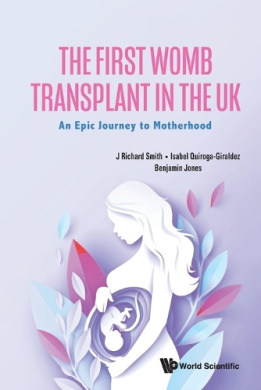 THE FIRST WOMB
TRANSPLANT IN THE UK
An Epic Journey to Motherhood
J Richard Smith • Isabel Quiroga-Giraldez
Benjamin Jones
World Scientific